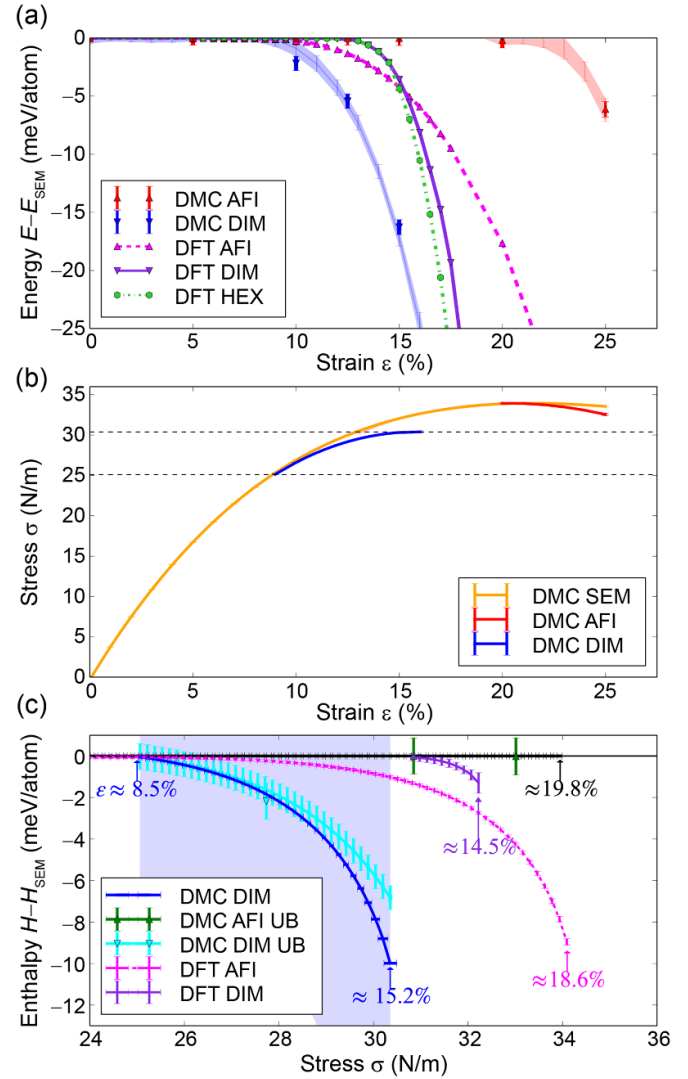 (a)
0
−5
−10
−15
−20
−25
Energy E−E_SEM (meV/atom)
DMC AFI
DMC DIM
DFT AFI
DFT DIM
DFT HEX
0 5 10 15 20 25
Strain ε (%)
(b)
35
30
25
20
15
10
5
0
Stress σ (N/m)
DMC SEM
DMC AFI
DMC DIM
0 5 10 15 20 25
Strain ε (%)
(c)
0
−2
−4
−6
−8
−10
−12
Enthalpy H−H_SEM (meV/atom)
ε ≈ 8.5%
≈19.8%
≈14.5%
≈18.6%
≈ 15.2%
DMC DIM
DMC AFI UB
DMC DIM UB
DFT AFI
DFT DIM
24 26 28 30 32 34 36
Stress σ (N/m)